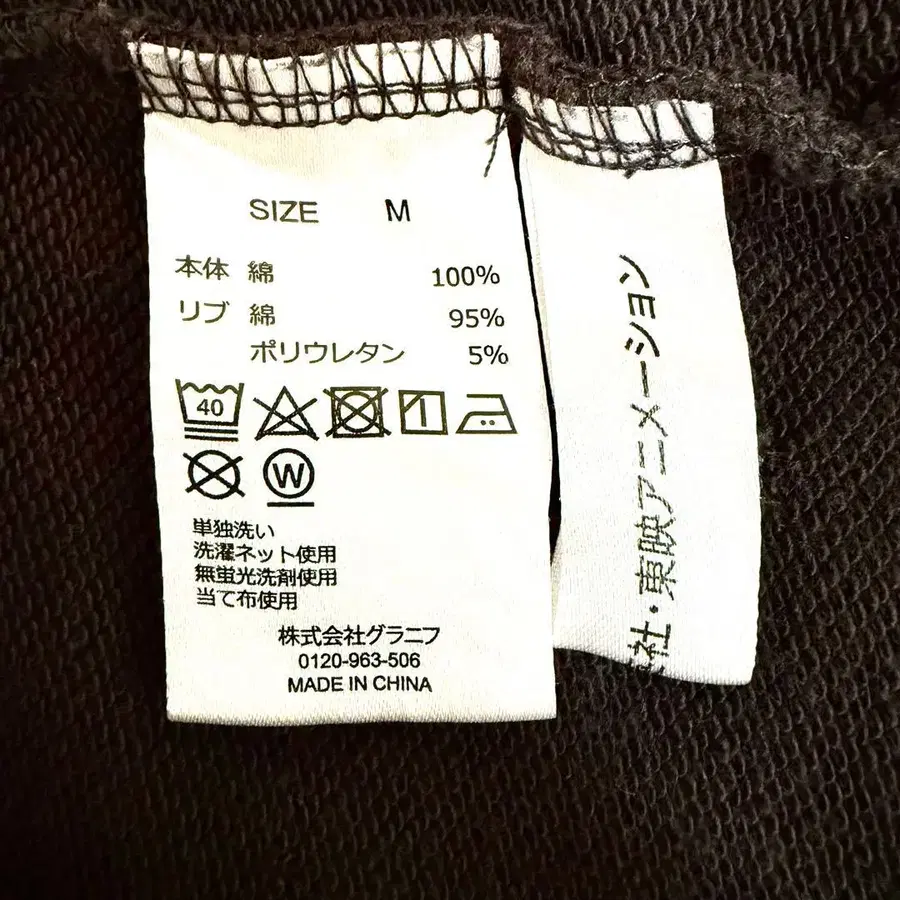 SIZE M
本体 綿 100%
リブ 綿 95%
ポリウレタン 5%
40
W
単独洗い
洗濯ネット使用
無蛍光洗剤使用
当て布使用
株式会社グラニフ
0120-963-506
MADE IN CHINA
社・東映アニメーション